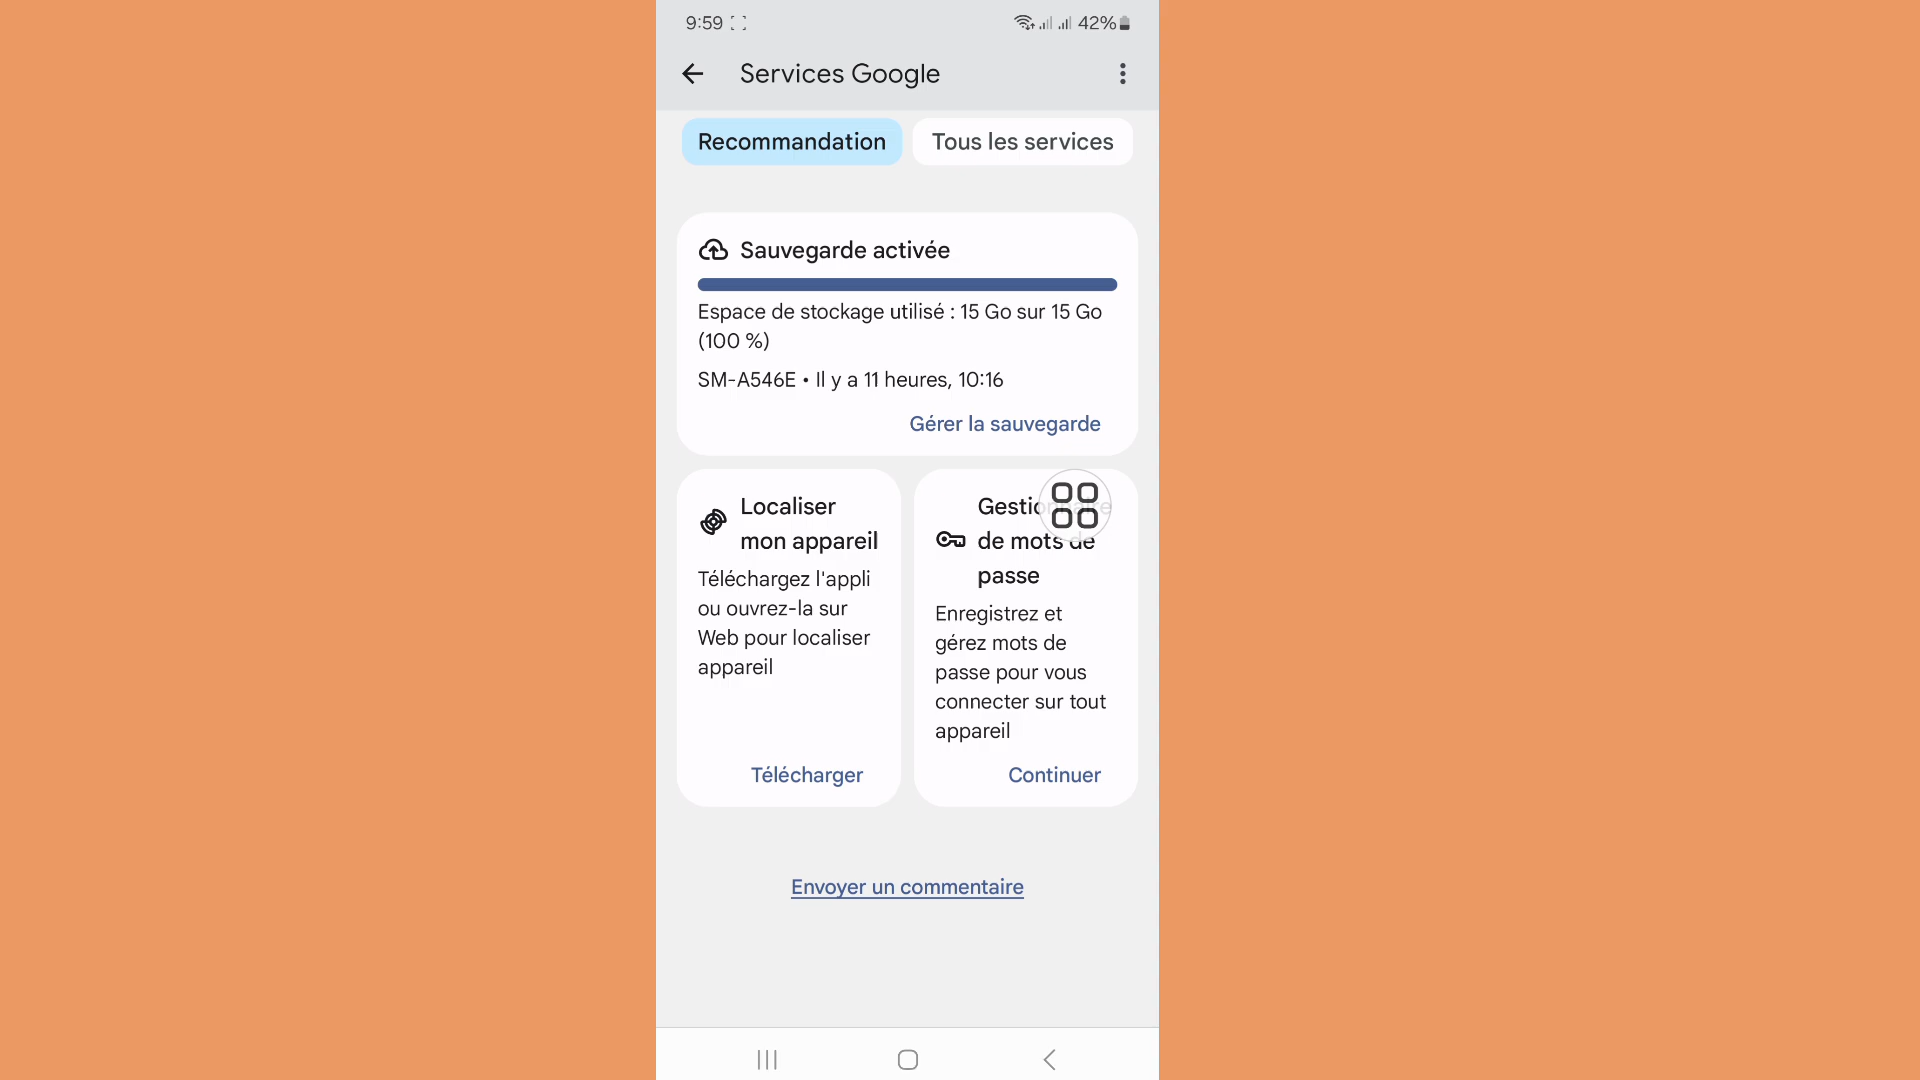 9:59 42%
Services Google
Recommandation Tous les services
Sauvegarde activée
Espace de stockage utilisé : 15 Go sur 15 Go
(100 %)
SM-A546E • Il y a 11 heures, 10:16
Gérer la sauvegarde
Localiser
mon appareil
Téléchargez l'appli
ou ouvrez-la sur
Web pour localiser
appareil
Télécharger
Gestionnaire
de mots de
passe
Enregistrez et
gérez mots de
passe pour vous
connecter sur tout
appareil
Continuer
Envoyer un commentaire